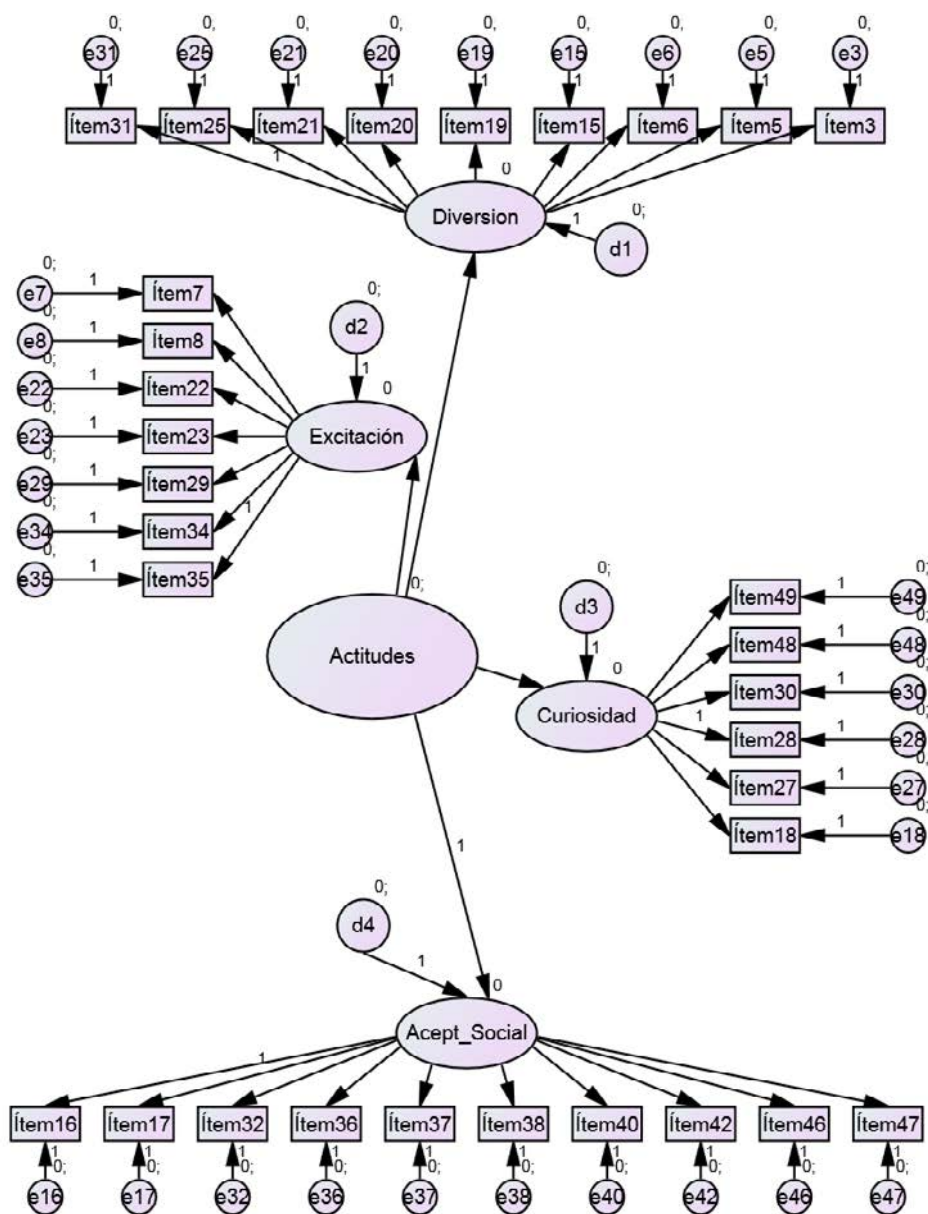 0; 0; 0; 0; 0; 0; 0; 0; 0;
e31 e25 e21 e20 e19 e15 e6 e5 e3
1 1 1 1 1 1 1 1 1
Ítem31 Ítem25 Ítem21 Ítem20 Ítem19 Ítem15 Ítem6 Ítem5 Ítem3
1
0
Diversion
1
0;
d1
0;
e7 1 Ítem7
0;
e8 1 Ítem8
0;
e22 1 Ítem22
0;
e23 1 Ítem23
0;
e29 1 Ítem29
0;
e34 1 Ítem34
0;
e35 1 Ítem35
1
0;
d2
1
0
Excitación
0;
Actitudes
0;
d3
1
0
Curiosidad
0;
Ítem49 1 e49
0;
Ítem48 1 e48
0;
Ítem30 1 e30
0;
1 Ítem28 1 e28
0;
Ítem27 1 e27
0;
Ítem18 1 e18
1
0;
d4
1
0
Acept_Social
1
Ítem16 Ítem17 Ítem32 Ítem36 Ítem37 Ítem38 Ítem40 Ítem42 Ítem46 Ítem47
1 1 1 1 1 1 1 1 1 1
0; 0; 0; 0; 0; 0; 0; 0; 0; 0;
e16 e17 e32 e36 e37 e38 e40 e42 e46 e47